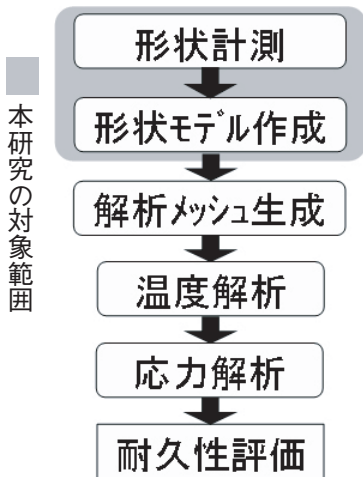 形状計測
形状ﾓﾃﾞﾙ作成
解析ﾒｯｼｭ生成
温度解析
応力解析
耐久性評価
本研究の対象範囲